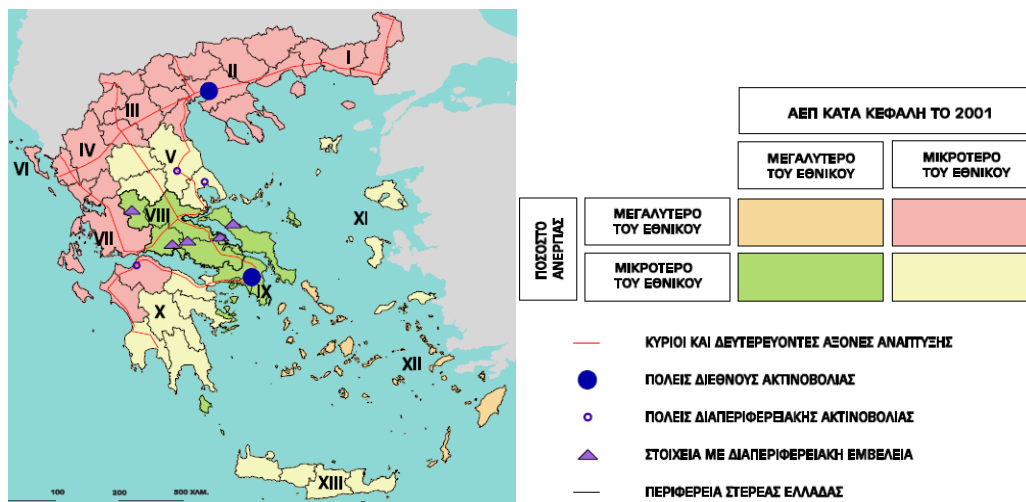 I
II
III
IV
V
VI
VII
VIII
IX
X
XI
XII
XIII
100
200
300 ΧΛΜ.
ΑΕΠ ΚΑΤΑ ΚΕΦΑΛΗ ΤΟ 2001
ΜΕΓΑΛΥΤΕΡΟ
ΤΟΥ ΕΘΝΙΚΟΥ
ΜΙΚΡΟΤΕΡΟ
ΤΟΥ ΕΘΝΙΚΟΥ
ΠΟΣΟΣΤΟ
ΑΝΕΡΓΙΑΣ
ΜΕΓΑΛΥΤΕΡΟ
ΤΟΥ ΕΘΝΙΚΟΥ
ΜΙΚΡΟΤΕΡΟ
ΤΟΥ ΕΘΝΙΚΟΥ
ΚΥΡΙΟΙ ΚΑΙ ΔΕΥΤΕΡΕΥΟΝΤΕΣ ΑΞΟΝΕΣ ΑΝΑΠΤΥΞΗΣ
ΠΟΛΕΙΣ ΔΙΕΘΝΟΥΣ ΑΚΤΙΝΟΒΟΛΙΑΣ
ΠΟΛΕΙΣ ΔΙΑΠΕΡΙΦΕΡΕΙΑΚΗΣ ΑΚΤΙΝΟΒΟΛΙΑΣ
ΣΤΟΙΧΕΙΑ ΜΕ ΔΙΑΠΕΡΙΦΕΡΕΙΑΚΗ ΕΜΒΕΛΕΙΑ
ΠΕΡΙΦΕΡΕΙΑ ΣΤΕΡΕΑΣ ΕΛΛΑΔΑΣ